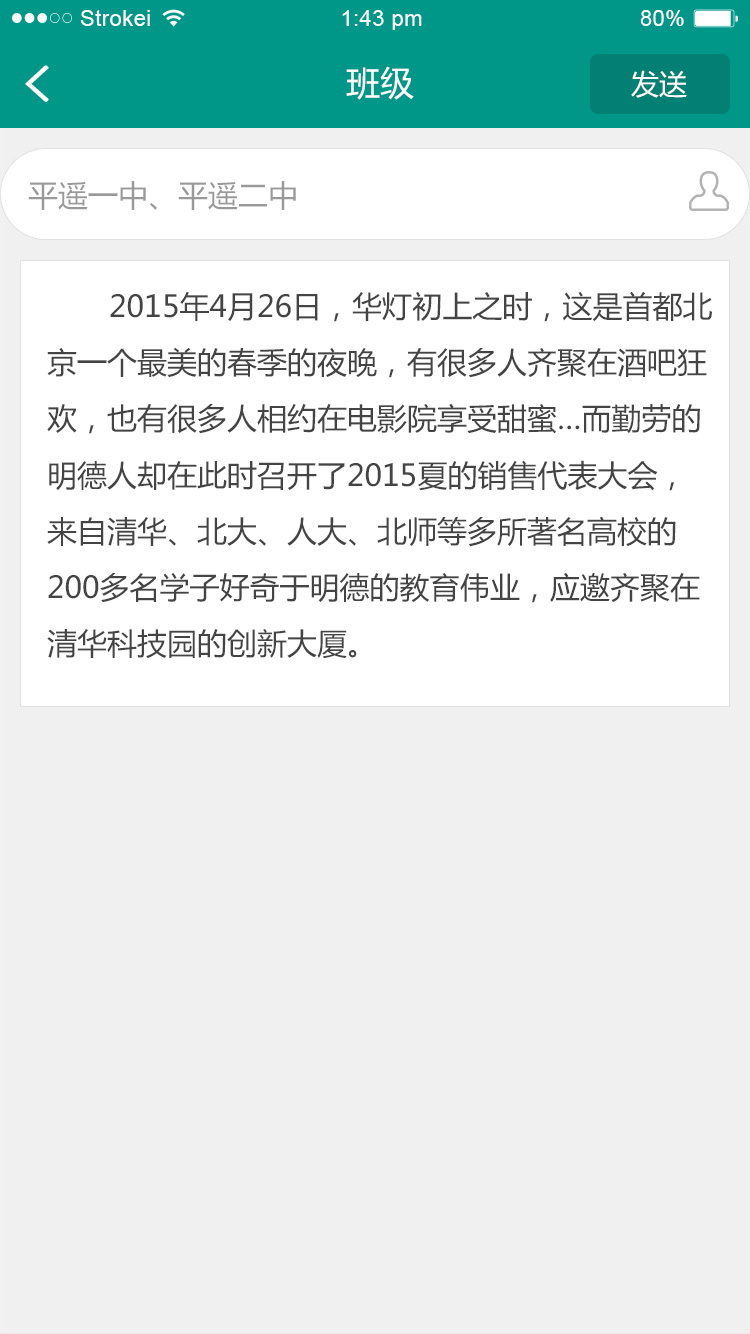 Strokei 1:43 pm 80%
班级 发送
平遥一中、平遥二中
2015年4月26日，华灯初上之时，这是首都北
京一个最美的春季的夜晚，有很多人齐聚在酒吧狂
欢，也有很多人相约在电影院享受甜蜜...而勤劳的
明德人却在此时召开了2015夏的销售代表大会，
来自清华、北大、人大、北师等多所著名高校的
200多名学子好奇于明德的教育伟业，应邀齐聚在
清华科技园的创新大厦。